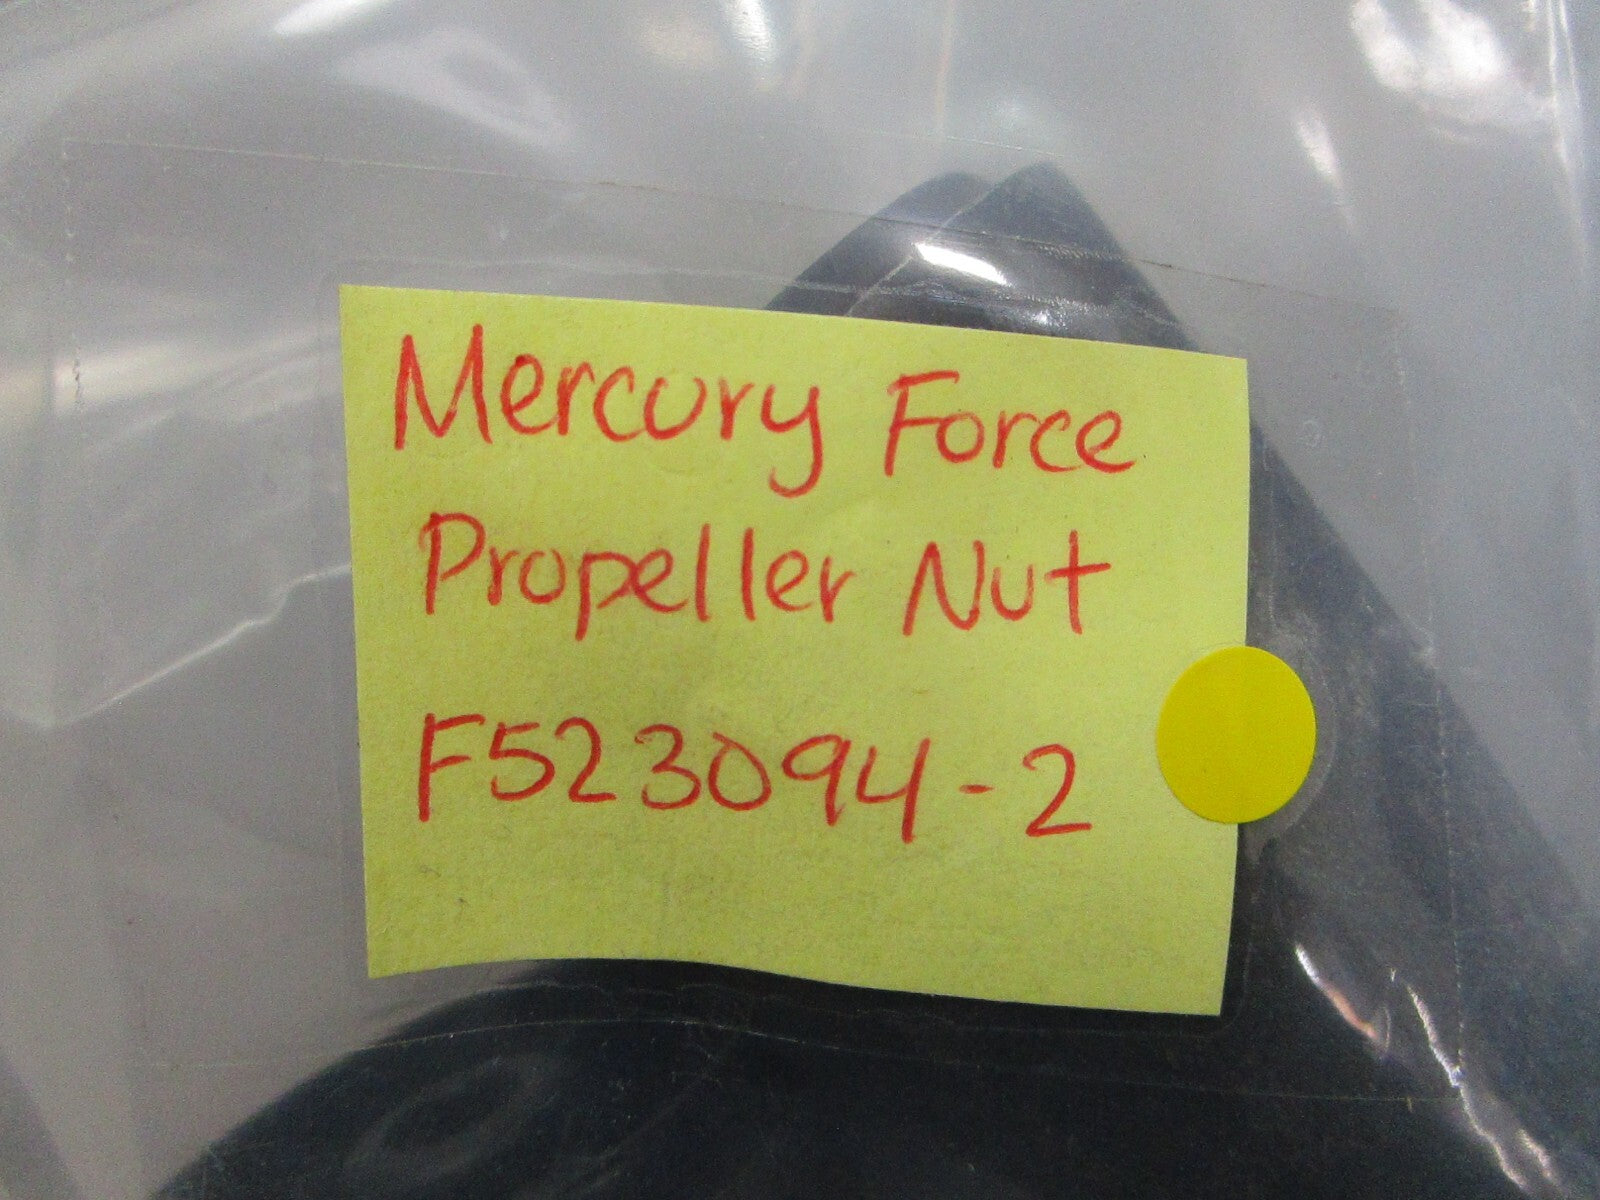 Mercury Force
Propeller Nut
F523094-2